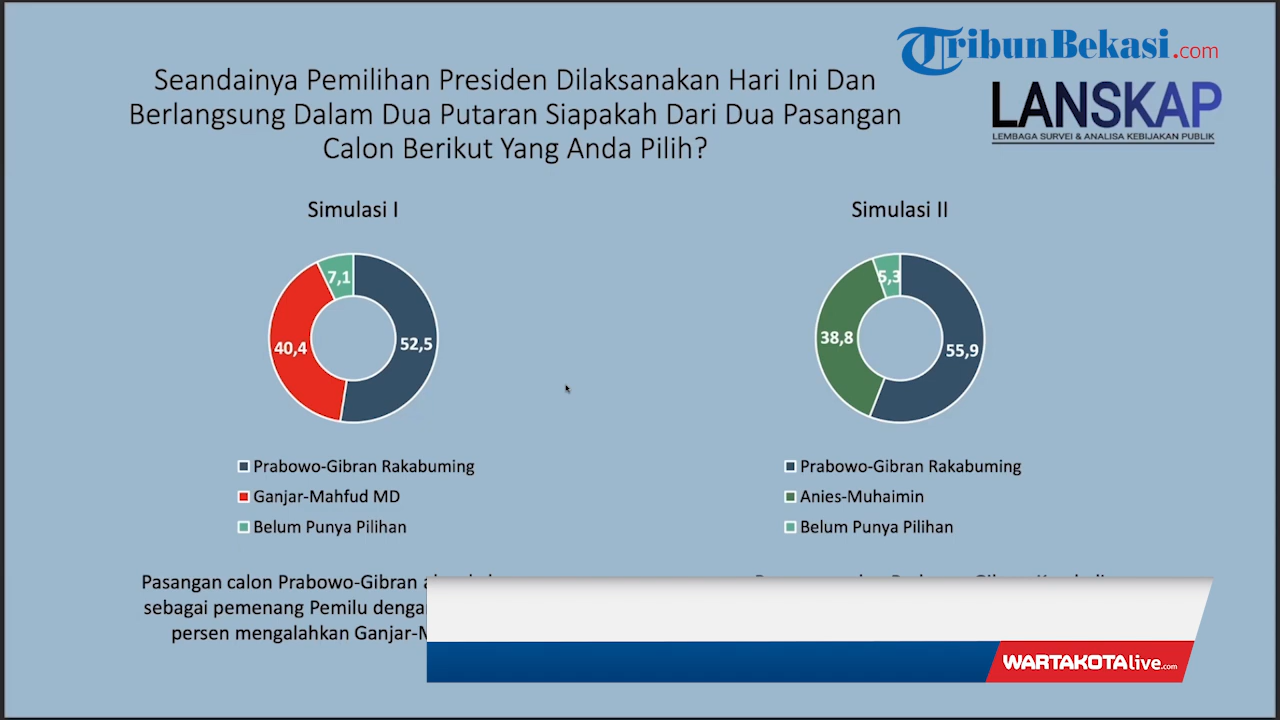 TribunBekasi.com
LANSKAP
LEMBAGA SURVEI & ANALISA KEBIJAKAN PUBLIK
Seandainya Pemilihan Presiden Dilaksanakan Hari Ini Dan
Berlangsung Dalam Dua Putaran Siapakah Dari Dua Pasangan
Calon Berikut Yang Anda Pilih?
Simulasi I
7,1
40,4
52,5
Prabowo-Gibran Rakabuming
Ganjar-Mahfud MD
Belum Punya Pilihan
Pasangan calon Prabowo-Gibran
sebagai pemenang Pemilu
persen mengalahkan
Simulasi II
5,3
38,8
55,9
Prabowo-Gibran Rakabuming
Anies-Muhaimin
Belum Punya Pilihan
WARTAKOTAlive.com